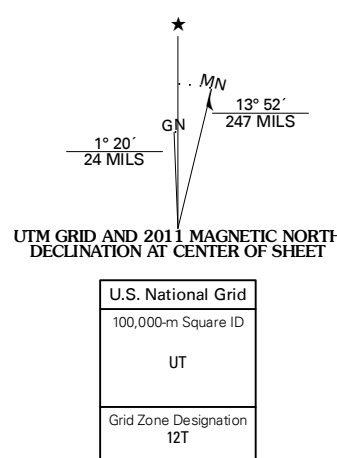 ★
MN
GN
1° 20´
24 MILS
13° 52´
247 MILS
UTM GRID AND 2011 MAGNETIC NORTH
DECLINATION AT CENTER OF SHEET
U.S. National Grid
100,000-m Square ID
UT
Grid Zone Designation
12T